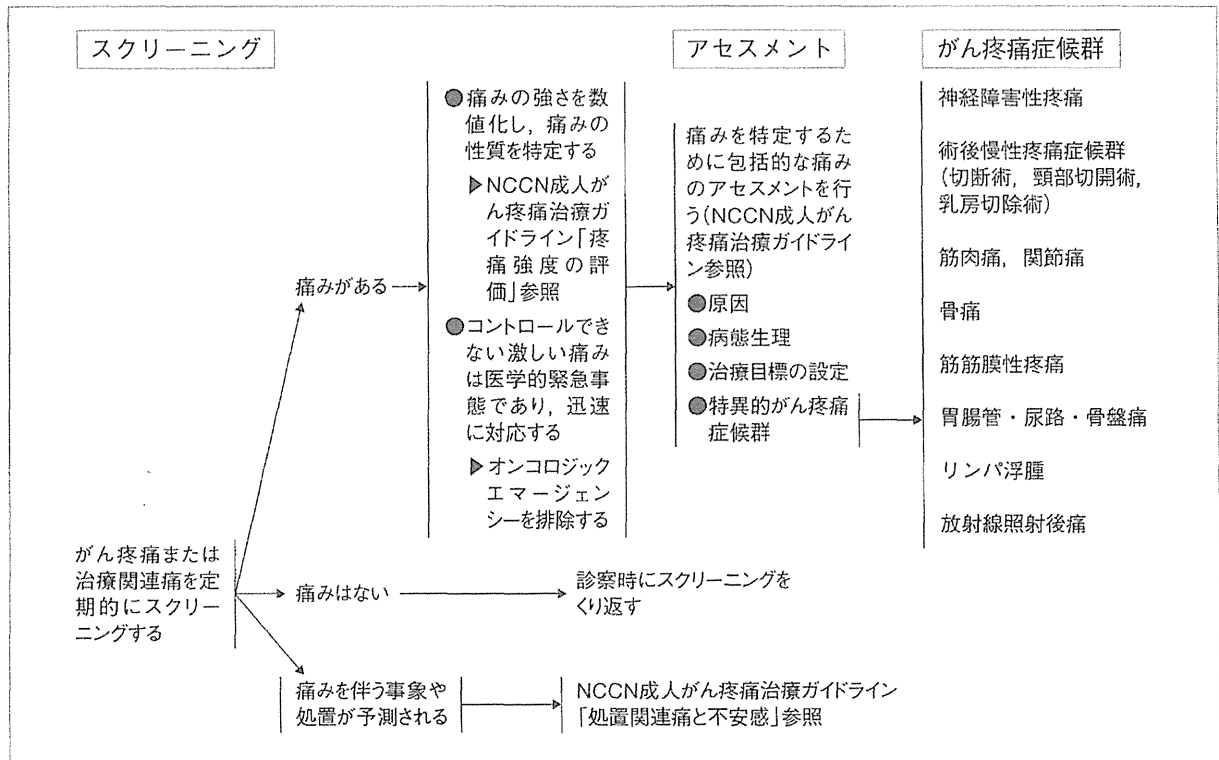 スクリーニング
アセスメント
がん疼痛症候群
がん疼痛または
治療関連痛を定
期的にスクリー
ニングする
痛みがある
●痛みの強さを数
値化し，痛みの
性質を特定する
▶NCCN成人が
ん疼痛治療ガ
イドライン「疼
痛強度の評
価」参照
●コントロールでき
ない激しい痛み
は医学的緊急事
態であり，迅速
に対応する
▶オンコロジック
エマージェン
シーを排除する
痛みを特定するた
めに包括的な痛み
のアセスメントを行
う(NCCN成人がん
疼痛治療ガイドライ
ン参照)
●原因
●病態生理
●治療目標の設定
●特異的がん疼痛
症候群
神経障害性疼痛
術後慢性疼痛症候群
(切断術，頸部切開術，
乳房切除術)
筋肉痛，関節痛
骨痛
筋筋膜性疼痛
胃腸管・尿路・骨盤痛
リンパ浮腫
放射線照射後痛
痛みはない
診察時にスクリーニングを
くり返す
痛みを伴う事象や
処置が予測される
NCCN成人がん疼痛治療ガイドライン
「処置関連痛と不安感」参照